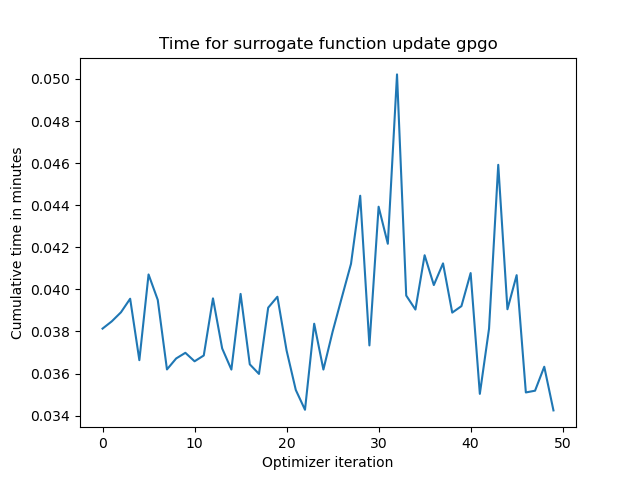 Time for surrogate function update gpgo
Cumulative time in minutes
0.050
0.048
0.046
0.044
0.042
0.040
0.038
0.036
0.034
0 10 20 30 40 50
Optimizer iteration